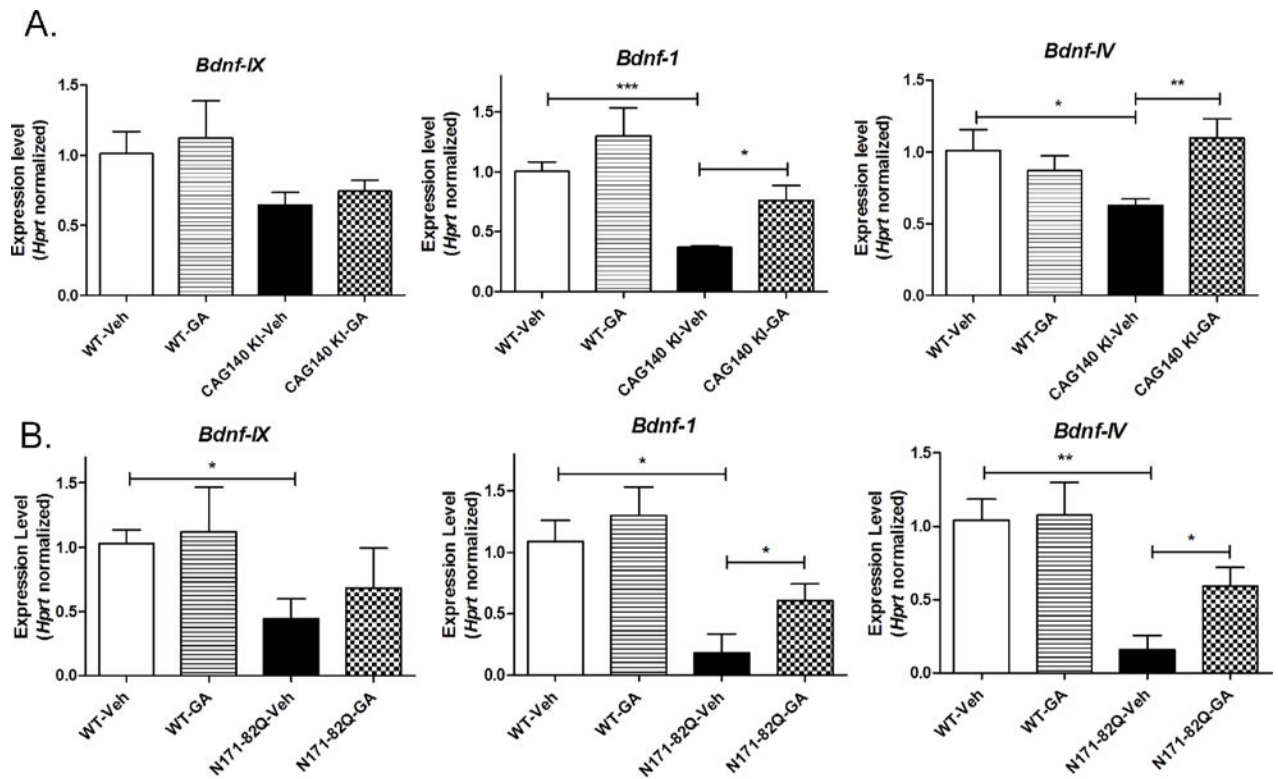 A.
Bdnf-IX
Expression level
(Hprt normalized)
1.5
1.0
0.5
0.0
WT-Veh
WT-GA
CAG140 KI-Veh
CAG140 KI-GA
Bdnf-1
Expression level
(Hprt normalized)
1.5
1.0
0.5
0.0
***
*
WT-Veh
WT-GA
CAG140 KI-Veh
CAG140 KI-GA
Bdnf-IV
Expression level
(Hprt normalized)
1.5
1.0
0.5
0.0
*
**
WT-Veh
WT-GA
CAG140 KI-Veh
CAG140 KI-GA
B.
Bdnf-IX
Expression Level
(Hprt normalized)
1.5
1.0
0.5
0.0
*
WT-Veh
WT-GA
N171-82Q-Veh
N171-82Q-GA
Bdnf-1
Expression Level
(Hprt normalized)
1.5
1.0
0.5
0.0
*
*
WT-Veh
WT-GA
N171-82Q-Veh
N171-82Q-GA
Bdnf-IV
Expression Level
(Hprt normalized)
1.5
1.0
0.5
0.0
**
*
WT-Veh
WT-GA
N171-82Q-Veh
N171-82Q-GA